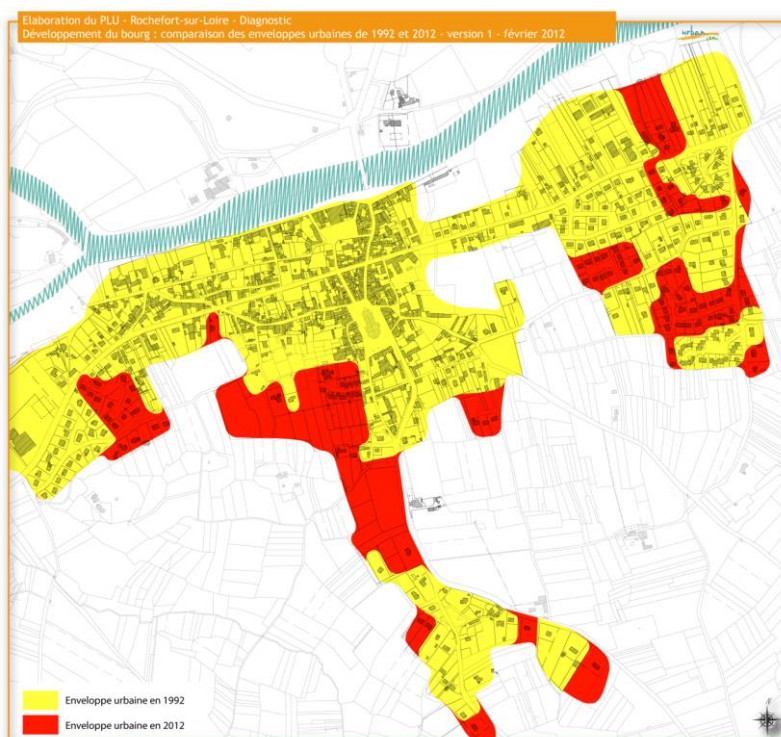 Elaboration du PLU - Rochefort-sur-Loire - Diagnostic
Développement du bourg : comparaison des enveloppes urbaines de 1992 et 2012 - version 1 - février 2012
urban
Enveloppe urbaine en 1992
Enveloppe urbaine en 2012